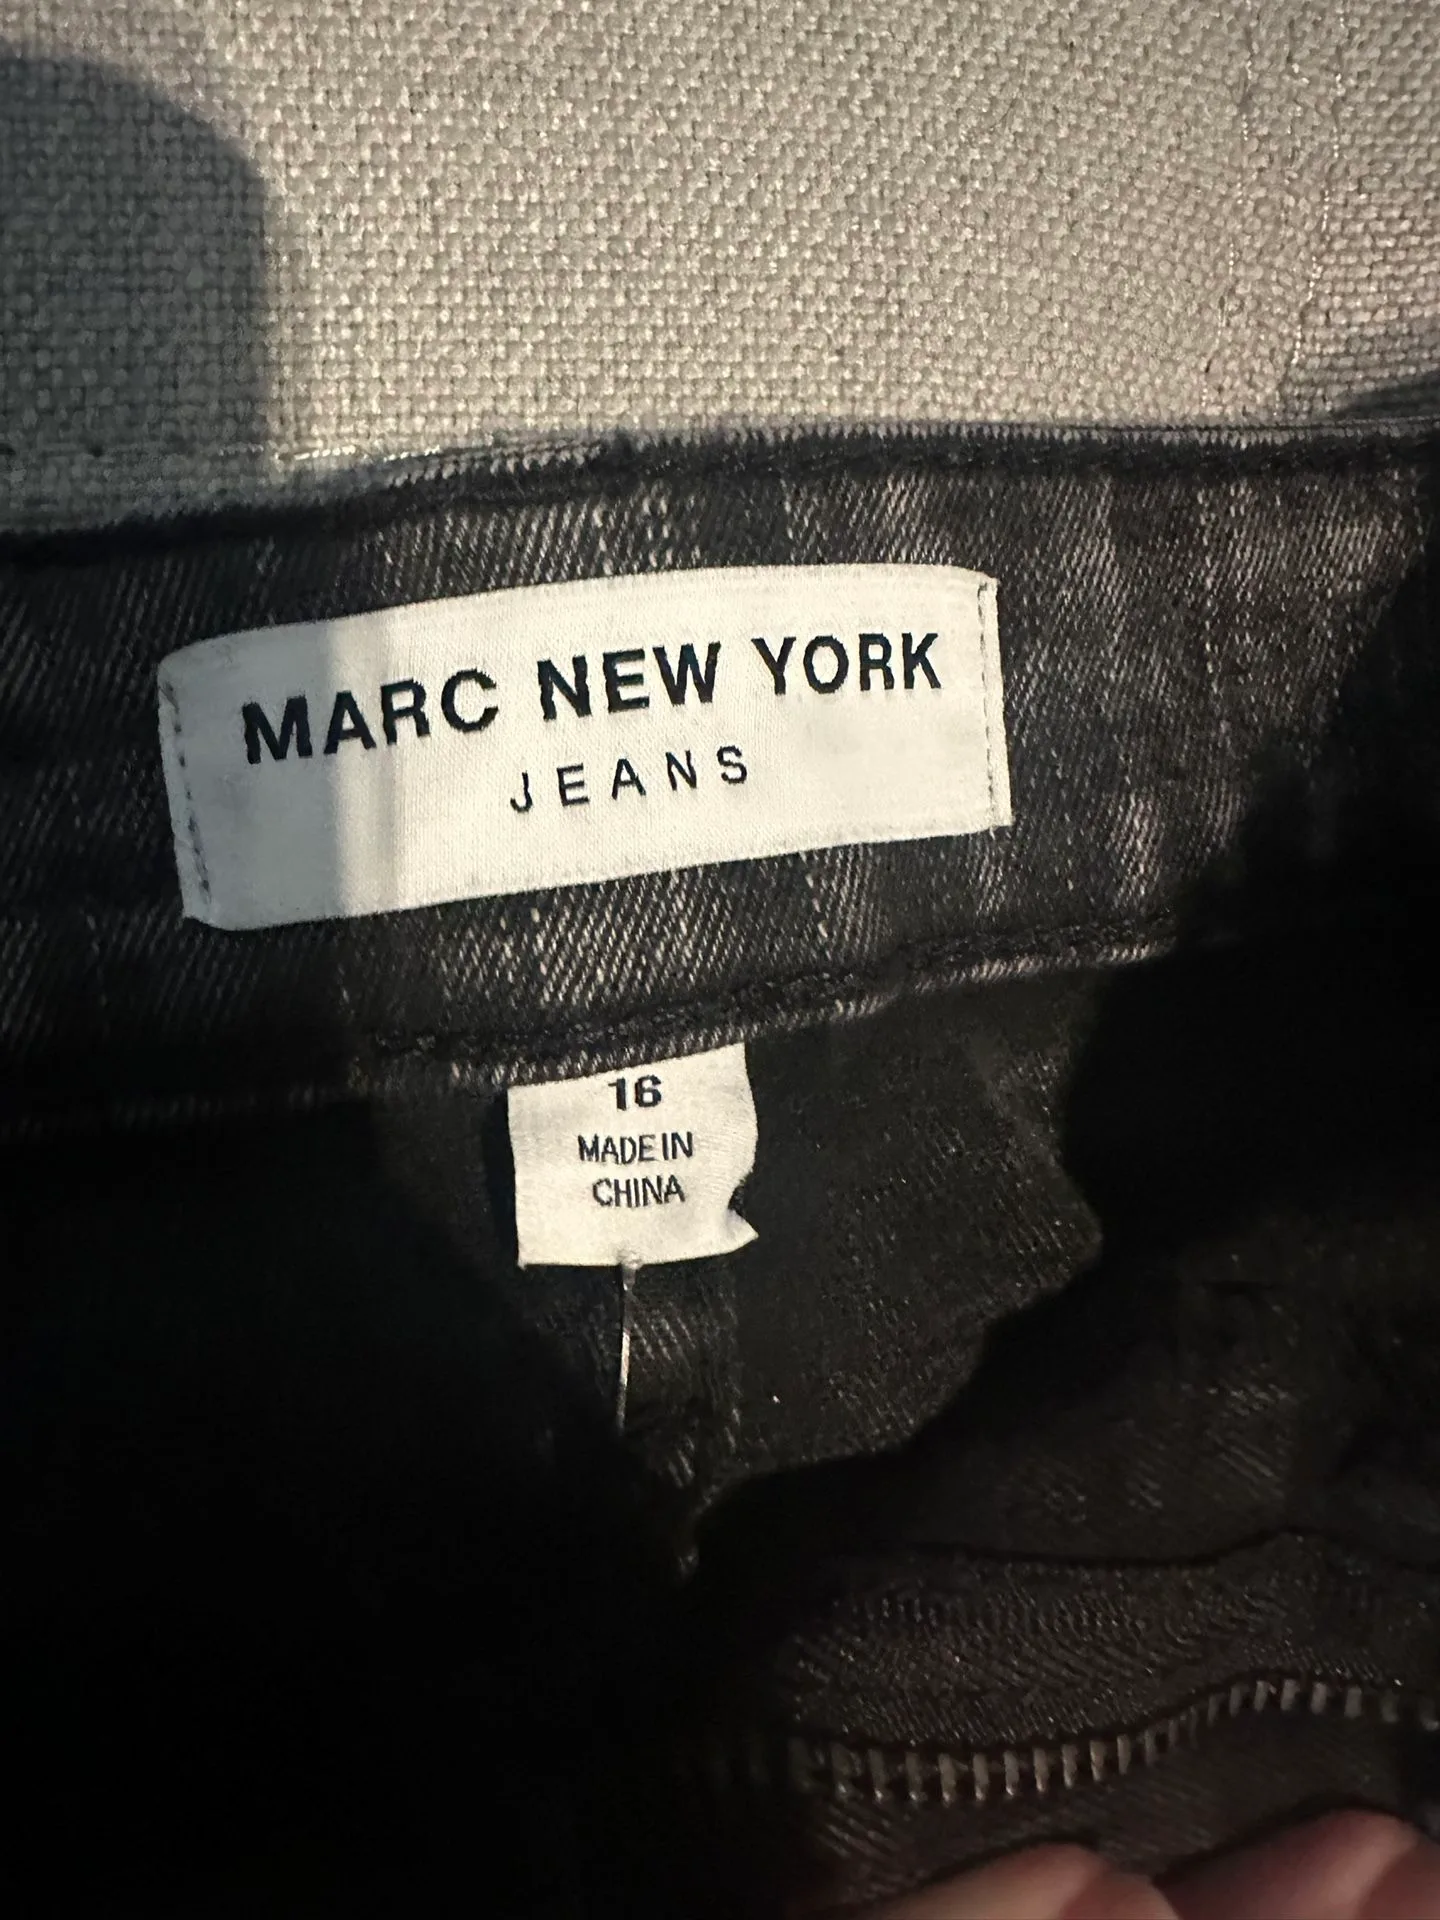 MARC NEW YORK
JEANS
16
MADE IN
CHINA